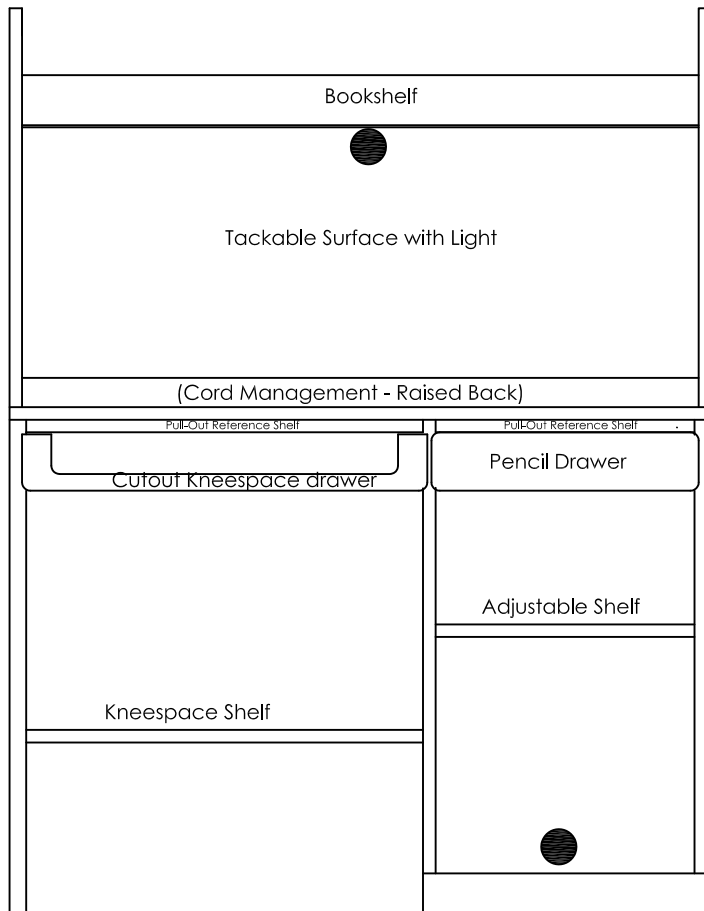 Bookshelf
Tackable Surface with Light
(Cord Management - Raised Back)
Pull-Out Reference Shelf
Pull-Out Reference Shelf
Cutout Kneespace drawer
Pencil Drawer
Adjustable Shelf
Kneespace Shelf